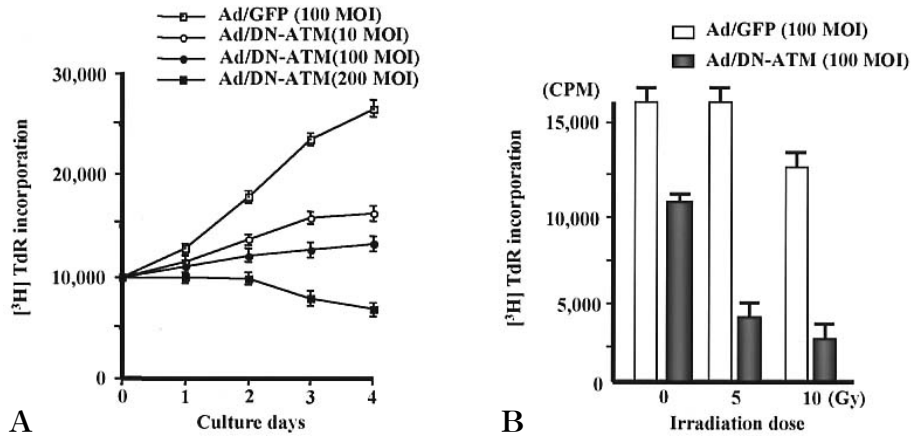 Ad/GFP (100 MOI)
Ad/DN-ATM(10 MOI)
Ad/DN-ATM(100 MOI)
Ad/DN-ATM(200 MOI)
30,000
20,000
10,000
0
[³H] TdR incorporation
0 1 2 3 4
Culture days
A
Ad/GFP (100 MOI)
Ad/DN-ATM (100 MOI)
(CPM)
15,000
10,000
5,000
0
[³H] TdR incorporation
0 5 10 (Gy)
Irradiation dose
B